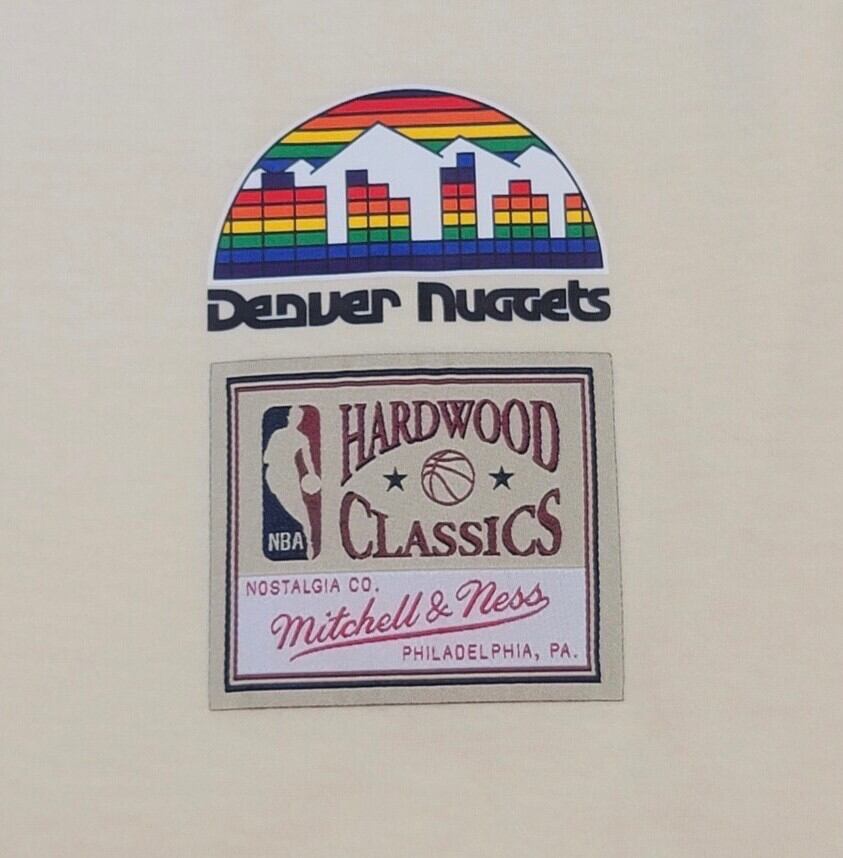 Denver Nuggets
HARDWOOD
CLASSICS
NBA
NOSTALGIA CO.
Mitchell & Ness
PHILADELPHIA, PA.